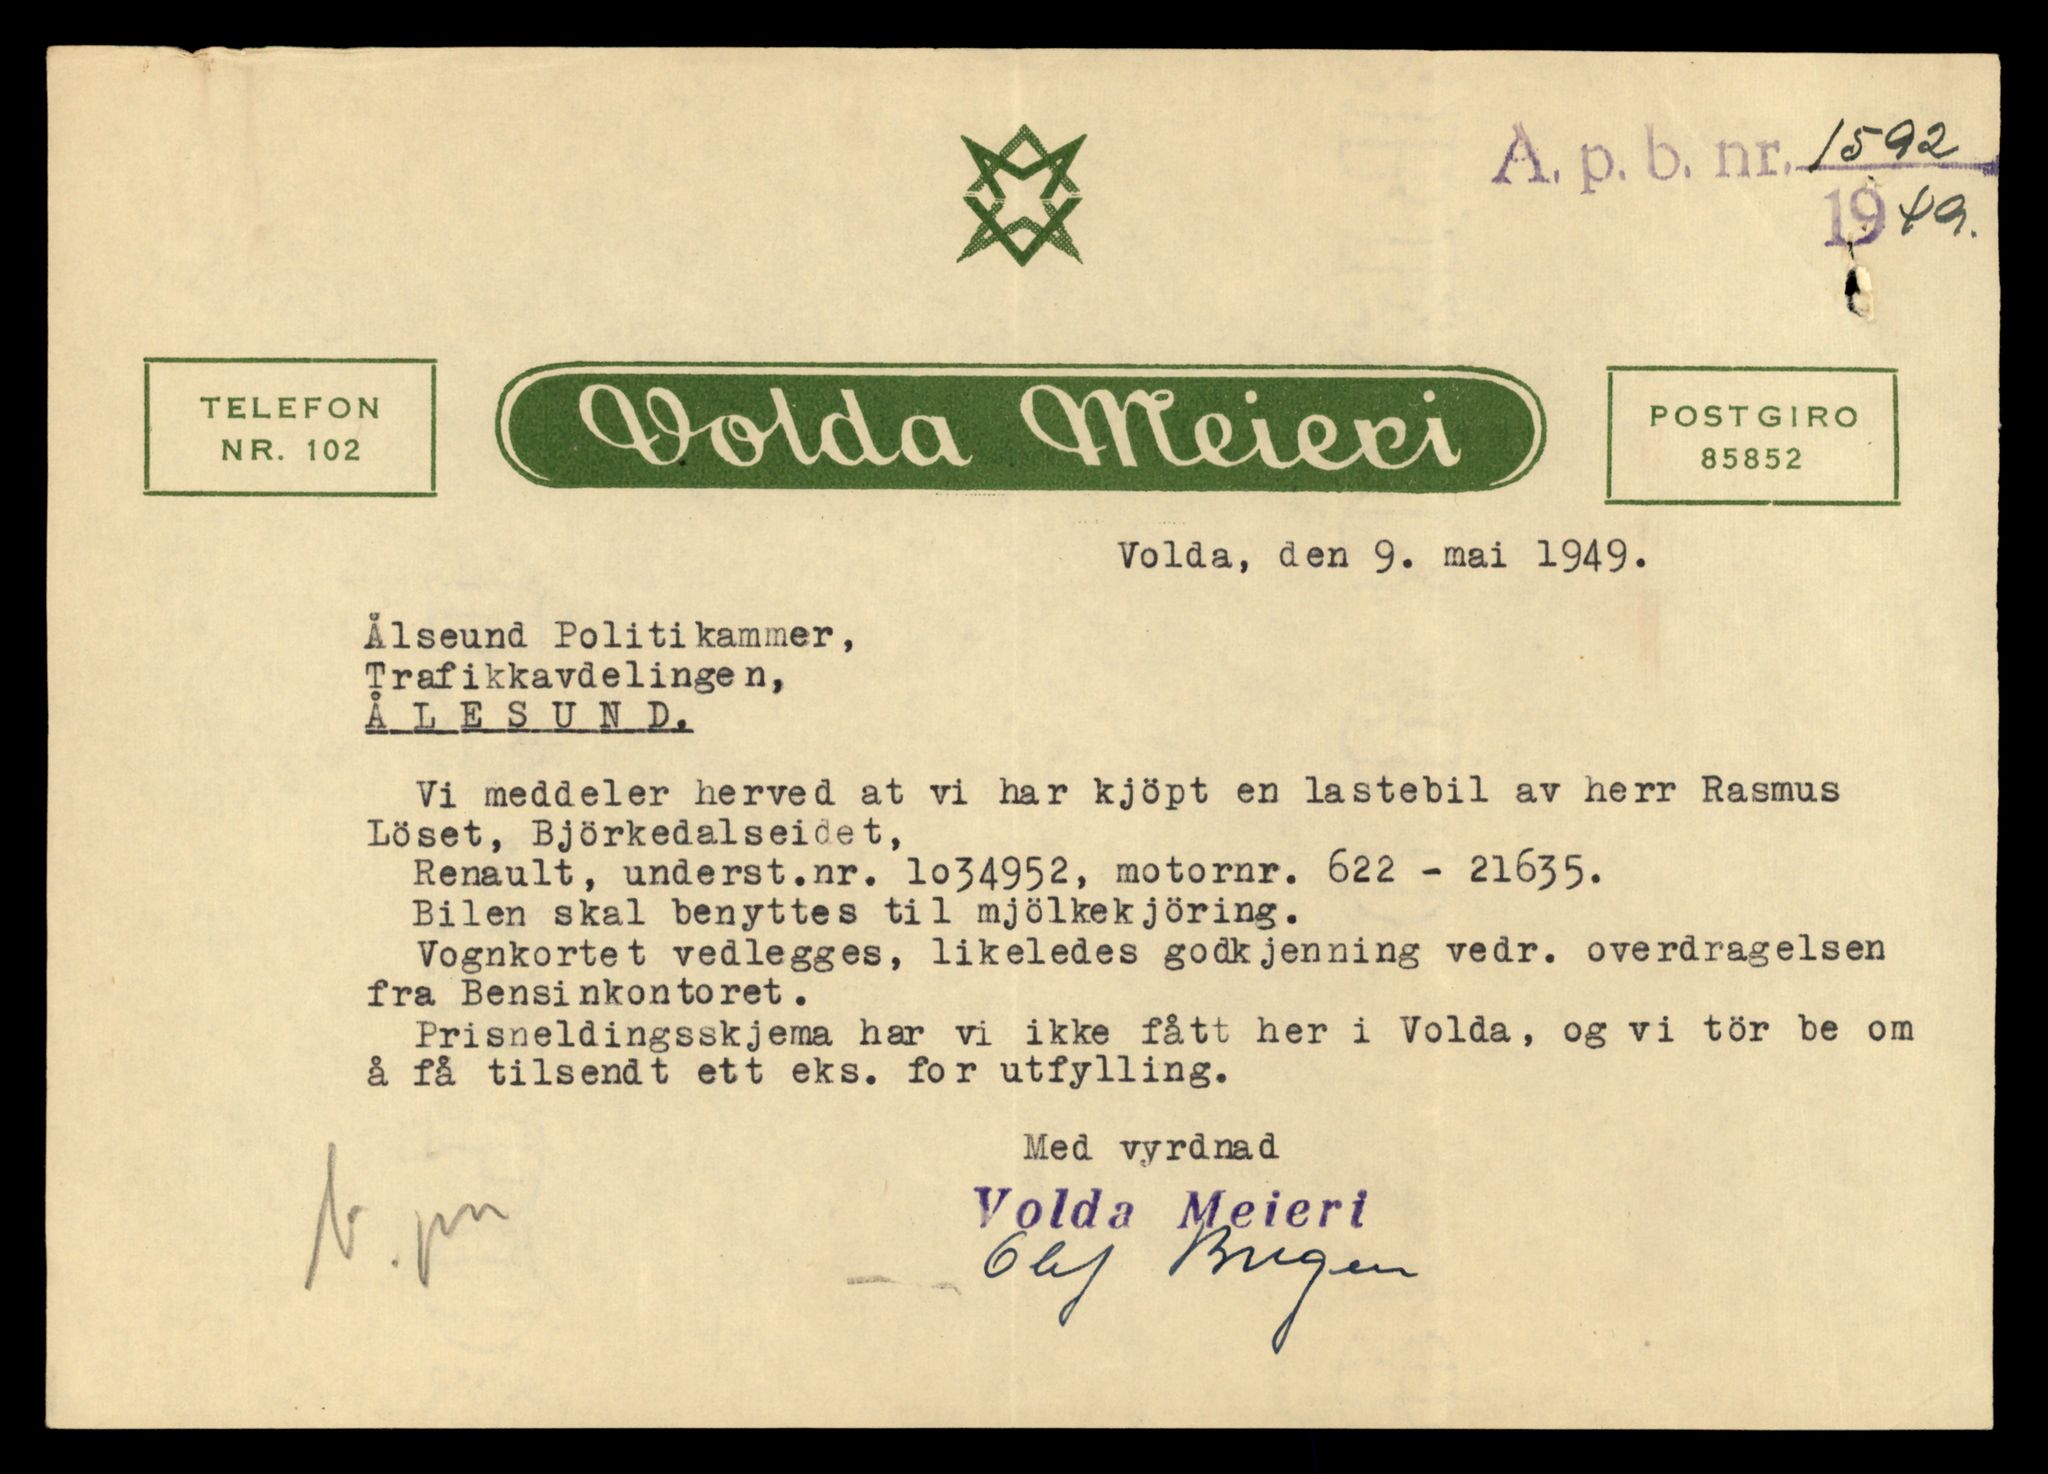 A. p. b. nr. 1592
1949.
TELEFON
NR. 102
Volda Meieri
POSTGIRO
85852
Volda, den 9. mai 1949.
Ålseund Politikammer,
Trafikkavdelingen,
ÅLESUND.
Vi meddeler herved at vi har kjöpt en lastebil av herr Rasmus
Löset, Björkedalseidet,
Renault, underst.nr. lo34952, motornr. 622 - 21635.
Bilen skal benyttes til mjölkekjöring.
Vognkortet vedlegges, likeledes godkjenning vedr. overdragelsen
fra Bensinkontoret.
Prisneldingsskjema har vi ikke fått her i Volda, og vi tör be om
å få tilsendt ett eks. for utfylling.
Med vyrdnad
Volda Meieri
Olaf